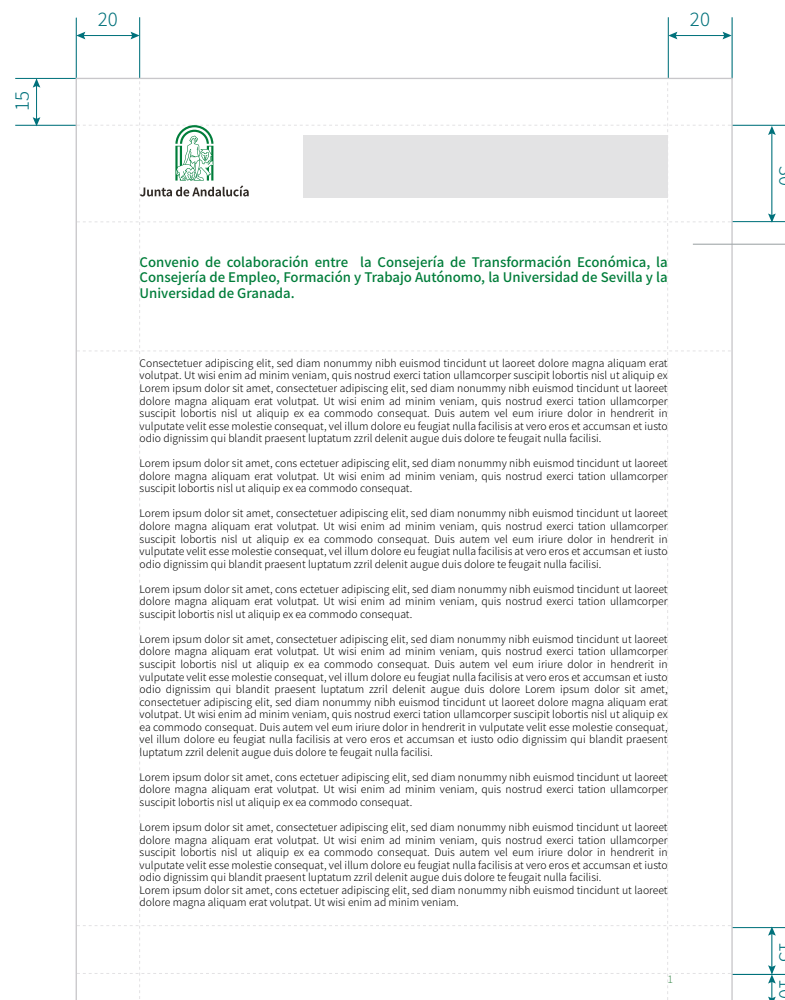 20
20
15
30
Junta de Andalucía
Convenio de colaboración entre la Consejería de Transformación Económica, la
Consejería de Empleo, Formación y Trabajo Autónomo, la Universidad de Sevilla y la
Universidad de Granada.
Consectetuer adipiscing elit, sed diam nonummy nibh euismod tincidunt ut laoreet dolore magna aliquam erat
volutpat. Ut wisi enim ad minim veniam, quis nostrud exerci tation ullamcorper suscipit lobortis nisl ut aliquip ex
Lorem ipsum dolor sit amet, consectetuer adipiscing elit, sed diam nonummy nibh euismod tincidunt ut laoreet
dolore magna aliquam erat volutpat. Ut wisi enim ad minim veniam, quis nostrud exerci tation ullamcorper
suscipit lobortis nisl ut aliquip ex ea commodo consequat. Duis autem vel eum iriure dolor in hendrerit in
vulputate velit esse molestie consequat, vel illum dolore eu feugiat nulla facilisis at vero eros et accumsan et iusto
odio dignissim qui blandit praesent luptatum zzril delenit augue duis dolore te feugait nulla facilisi.
Lorem ipsum dolor sit amet, cons ectetuer adipiscing elit, sed diam nonummy nibh euismod tincidunt ut laoreet
dolore magna aliquam erat volutpat. Ut wisi enim ad minim veniam, quis nostrud exerci tation ullamcorper
suscipit lobortis nisl ut aliquip ex ea commodo consequat.
Lorem ipsum dolor sit amet, consectetuer adipiscing elit, sed diam nonummy nibh euismod tincidunt ut laoreet
dolore magna aliquam erat volutpat. Ut wisi enim ad minim veniam, quis nostrud exerci tation ullamcorper
suscipit lobortis nisl ut aliquip ex ea commodo consequat. Duis autem vel eum iriure dolor in hendrerit in
vulputate velit esse molestie consequat, vel illum dolore eu feugiat nulla facilisis at vero eros et accumsan et iusto
odio dignissim qui blandit praesent luptatum zzril delenit augue duis dolore te feugait nulla facilisi.
Lorem ipsum dolor sit amet, cons ectetuer adipiscing elit, sed diam nonummy nibh euismod tincidunt ut laoreet
dolore magna aliquam erat volutpat. Ut wisi enim ad minim veniam, quis nostrud exerci tation ullamcorper
suscipit lobortis nisl ut aliquip ex ea commodo consequat.
Lorem ipsum dolor sit amet, consectetuer adipiscing elit, sed diam nonummy nibh euismod tincidunt ut laoreet
dolore magna aliquam erat volutpat. Ut wisi enim ad minim veniam, quis nostrud exerci tation ullamcorper
suscipit lobortis nisl ut aliquip ex ea commodo consequat. Duis autem vel eum iriure dolor in hendrerit in
vulputate velit esse molestie consequat, vel illum dolore eu feugiat nulla facilisis at vero eros et accumsan et iusto
odio dignissim qui blandit praesent luptatum zzril delenit augue duis dolore Lorem ipsum dolor sit amet,
consectetuer adipiscing elit, sed diam nonummy nibh euismod tincidunt ut laoreet dolore magna aliquam erat
volutpat. Ut wisi enim ad minim veniam, quis nostrud exerci tation ullamcorper suscipit lobortis nisl ut aliquip ex
ea commodo consequat. Duis autem vel eum iriure dolor in hendrerit in vulputate velit esse molestie consequat,
vel illum dolore eu feugiat nulla facilisis at vero eros et accumsan et iusto odio dignissim qui blandit praesent
luptatum zzril delenit augue duis dolore te feugait nulla facilisi.
Lorem ipsum dolor sit amet, cons ectetuer adipiscing elit, sed diam nonummy nibh euismod tincidunt ut laoreet
dolore magna aliquam erat volutpat. Ut wisi enim ad minim veniam, quis nostrud exerci tation ullamcorper
suscipit lobortis nisl ut aliquip ex ea commodo consequat.
Lorem ipsum dolor sit amet, consectetuer adipiscing elit, sed diam nonummy nibh euismod tincidunt ut laoreet
dolore magna aliquam erat volutpat. Ut wisi enim ad minim veniam, quis nostrud exerci tation ullamcorper
suscipit lobortis nisl ut aliquip ex ea commodo consequat. Duis autem vel eum iriure dolor in hendrerit in
vulputate velit esse molestie consequat, vel illum dolore eu feugiat nulla facilisis at vero eros et accumsan et iusto
odio dignissim qui blandit praesent luptatum zzril delenit augue duis dolore te feugait nulla facilisi.
Lorem ipsum dolor sit amet, cons ectetuer adipiscing elit, sed diam nonummy nibh euismod tincidunt ut laoreet
dolore magna aliquam erat volutpat. Ut wisi enim ad minim veniam.
15
1